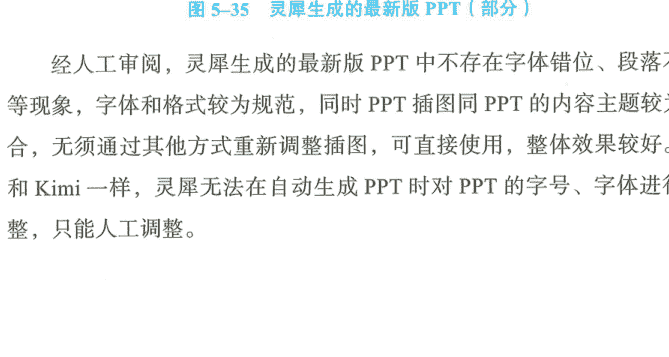 图 5-35 灵犀生成的最新版 PPT（部分）
经人工审阅，灵犀生成的最新版 PPT 中不存在字体错位、段落
等现象，字体和格式较为规范，同时 PPT 插图同 PPT 的内容主题较
合，无须通过其他方式重新调整插图，可直接使用，整体效果较好。
和 Kimi 一样，灵犀无法在自动生成 PPT 时对 PPT 的字号、字体进
整，只能人工调整。